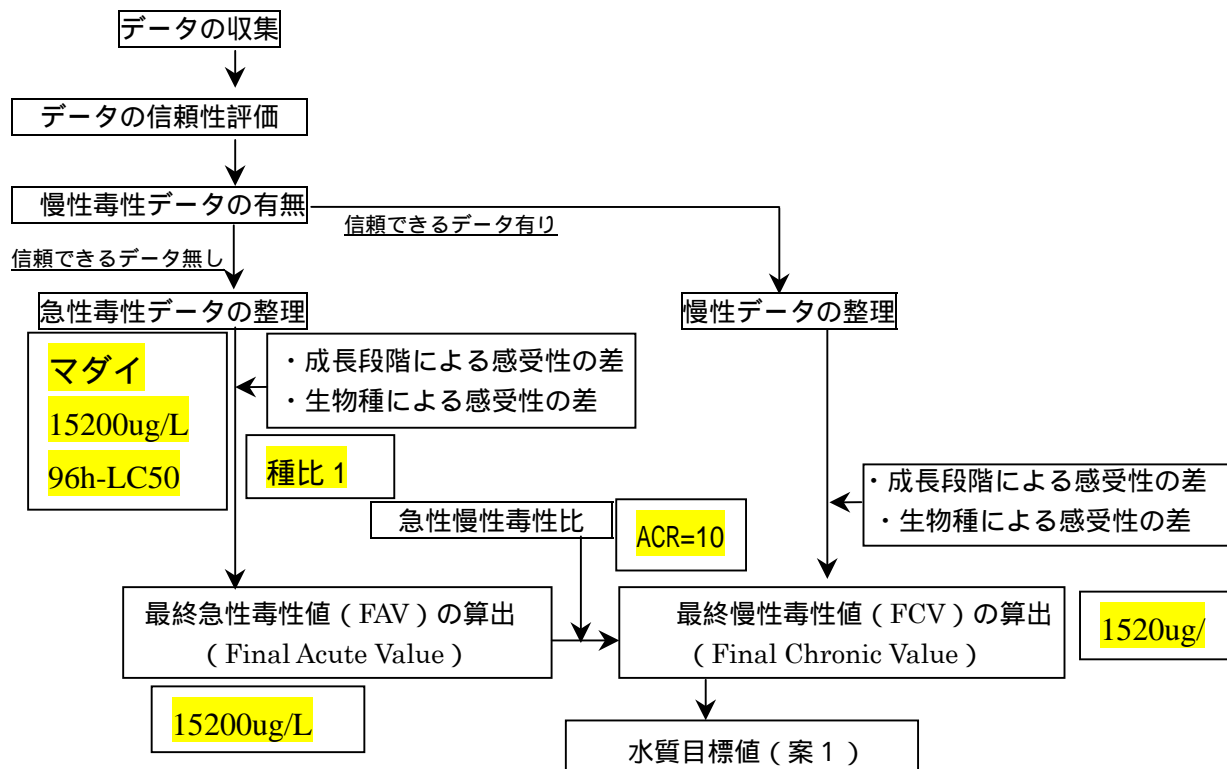 データの収集
データの信頼性評価
慢性毒性データの有無
信頼できるデータ有り
信頼できるデータ無し
急性毒性データの整理
慢性データの整理
マダイ
15200ug/L
96h-LC50
・成長段階による感受性の差
・生物種による感受性の差
種比 1
急性慢性毒性比
ACR=10
・成長段階による感受性の差
・生物種による感受性の差
最終急性毒性値（FAV）の算出
（Final Acute Value）
最終慢性毒性値（FCV）の算出
（Final Chronic Value）
1520ug/
15200ug/L
水質目標値（案１）